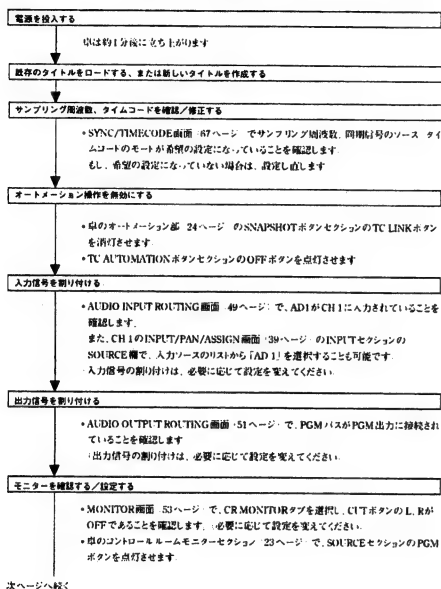 電源を投入する
卓は約1分後に立ち上がります
既存のタイトルをロードする、または新しいタイトルを作成する
サンプリング周波数、タイムコードを確認／修正する
• SYNC/TIMECODE画面 67ページ でサンプリング周波数、同期信号のソース タイ
ムコードのモードが希望の設定になっていることを確認します
もし、希望の設定になっていない場合は、設定し直します
オートメーション操作を無効にする
• 卓のオートメーション部 24ページ のSNAPSHOTボタンセクションのTC LINKボタン
を消灯させます
• TC AUTOMATIONボタンセクションのOFFボタンを点灯させます
入力信号を割り付ける
• AUDIO INPUT ROUTING画面 49ページ で、AD1がCH 1に入力されていることを
確認します.
また、CH 1のINPUT/PAN/ASSIGN画面 39ページ のINPUTセクションの
SOURCE欄で、入力ソースのリストから「AD 1」を選択することも可能です
入力信号の割り付けは、必要に応じて設定を変えてください.
出力信号を割り付ける
• AUDIO OUTPUT ROUTING画面 51ページ で、PGMバスがPGM出力に接続され
ていることを確認します
出力信号の割り付けは、必要に応じて設定を変えてください.
モニターを確認する／設定する
• MONITOR画面 53ページ で、CR MONITORタブを選択し、CUTボタンのL, Rが
OFFであることを確認します. 必要に応じて設定を変えてください.
• 卓のコントロールルームモニターセクション 23ページ で、SOURCEセクションのPGM
ボタンを点灯させます.
次ページへ続く